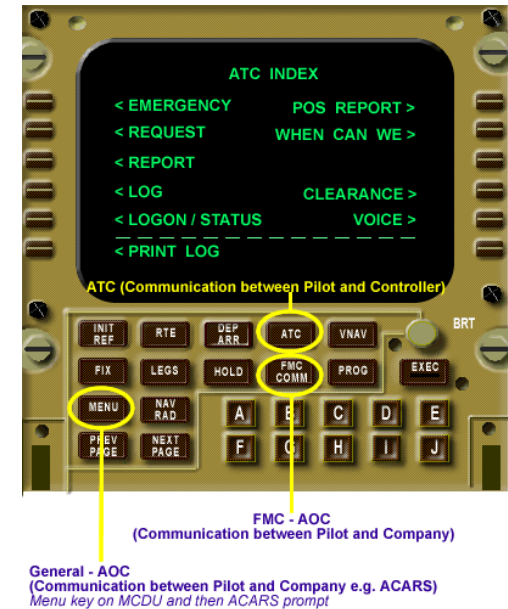 ATC INDEX
< EMERGENCY POS REPORT >
< REQUEST WHEN CAN WE >
< REPORT
< LOG CLEARANCE >
< LOGON / STATUS VOICE >
< PRINT LOG
ATC (Communication between Pilot and Controller)
INIT REF RTE DEP ARR ATC VNAV BRT
FIX LEGS HOLD FMC COMM PROG EXEC
MENU NAV RAD A B C D E
PREV PAGE NEXT PAGE F G H I J
FMC - AOC
(Communication between Pilot and Company)
General - AOC
(Communication between Pilot and Company e.g. ACARS)
Menu key on MCDU and then ACARS prompt